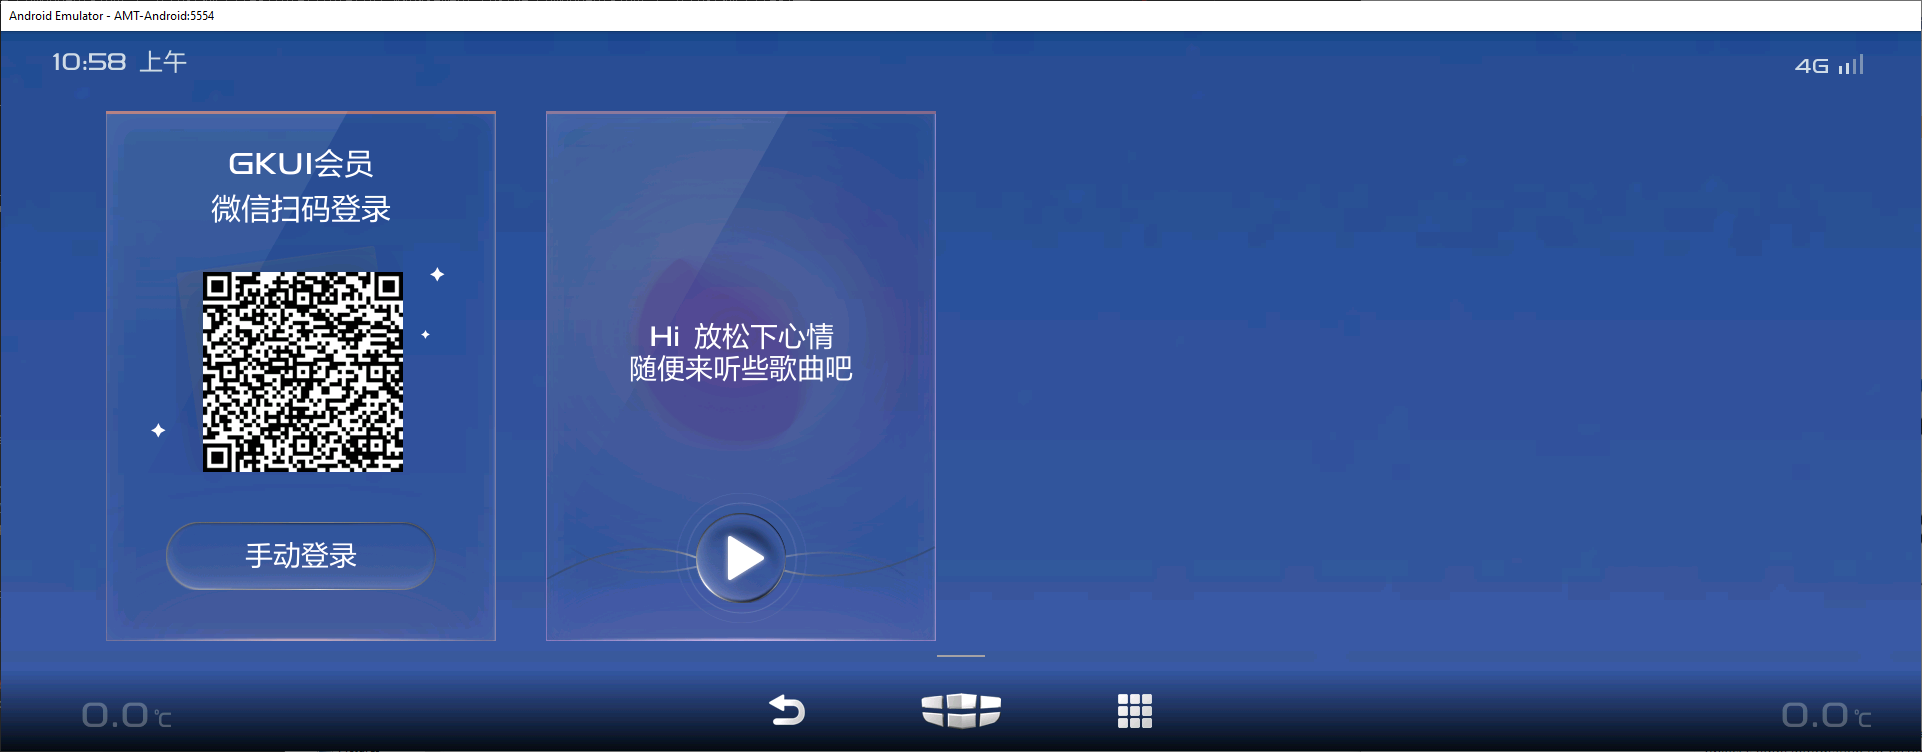 Android Emulator - AMT-Android:5554
10:58 上午
4G
GKUI会员
微信扫码登录
手动登录
Hi 放松下心情
随便来听些歌曲吧
0.0℃
0.0℃